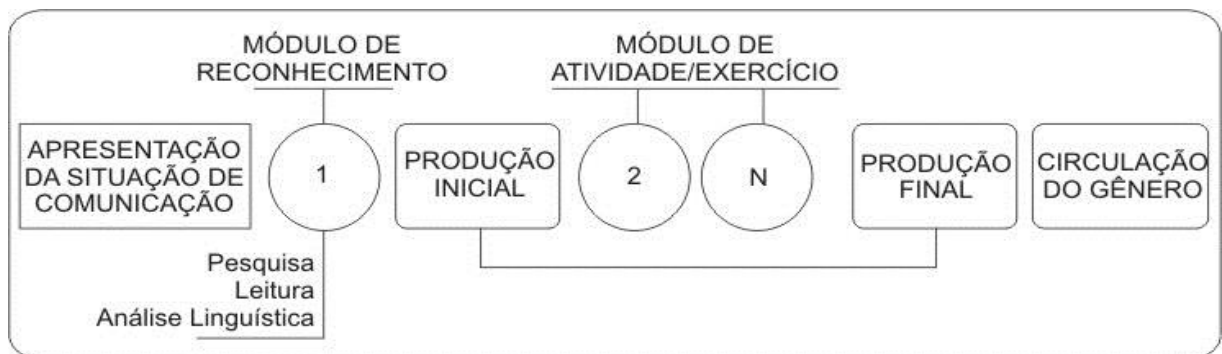 MÓDULO DE
RECONHECIMENTO
MÓDULO DE
ATIVIDADE/EXERCÍCIO
APRESENTAÇÃO
DA SITUAÇÃO DE
COMUNICAÇÃO
1
PRODUÇÃO
INICIAL
2
N
PRODUÇÃO
FINAL
CIRCULAÇÃO
DO GÊNERO
Pesquisa
Leitura
Análise Linguística